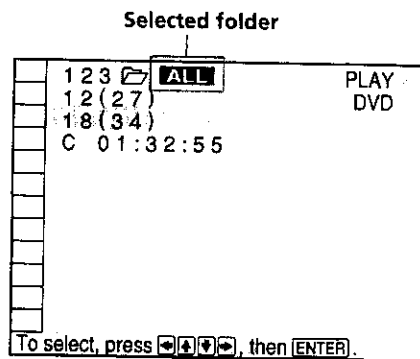 Selected folder
123 ALL PLAY
12(27) DVD
18(34)
C 01:32:55
To select, press ←↑↓→, then ENTER.